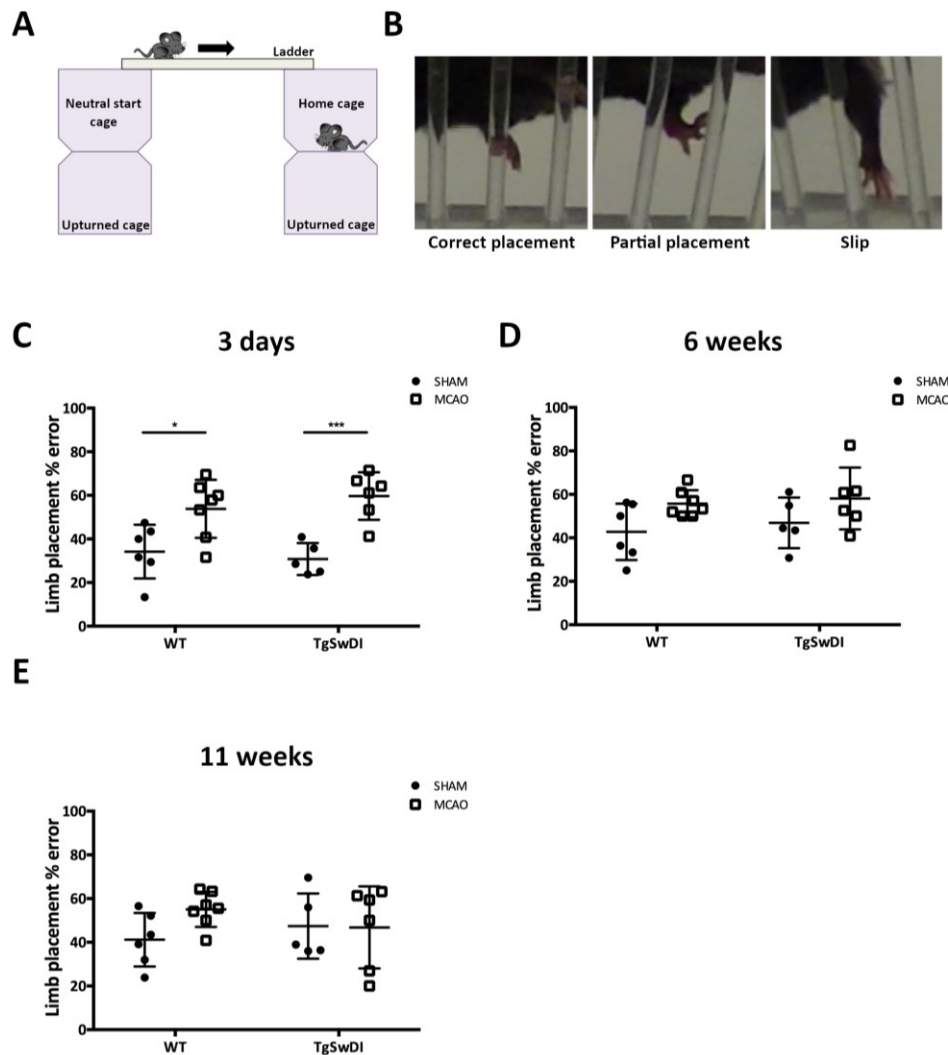 A
Ladder
Neutral start
cage
Home cage
Upturned cage
Upturned cage
B
Correct placement
Partial placement
Slip
C
3 days
SHAM
MCAO
Limb placement % error
100
80
60
40
20
0
*
***
WT
TgSwDI
D
6 weeks
SHAM
MCAO
Limb placement % error
100
80
60
40
20
0
WT
TgSwDI
E
11 weeks
SHAM
MCAO
Limb placement % error
100
80
60
40
20
0
WT
TgSwDI